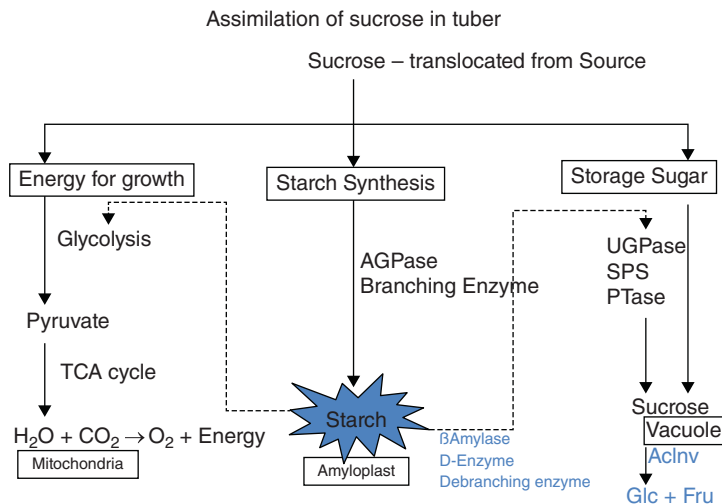 Assimilation of sucrose in tuber
Sucrose – translocated from Source
Energy for growth
Starch Synthesis
Storage Sugar
Glycolysis
AGPase
Branching Enzyme
UGPase
SPS
PTase
Pyruvate
TCA cycle
H₂O + CO₂ → O₂ + Energy
Mitochondria
Starch
Amyloplast
βAmylase
D-Enzyme
Debranching enzyme
Sucrose
Vacuole
AcInv
Glc + Fru